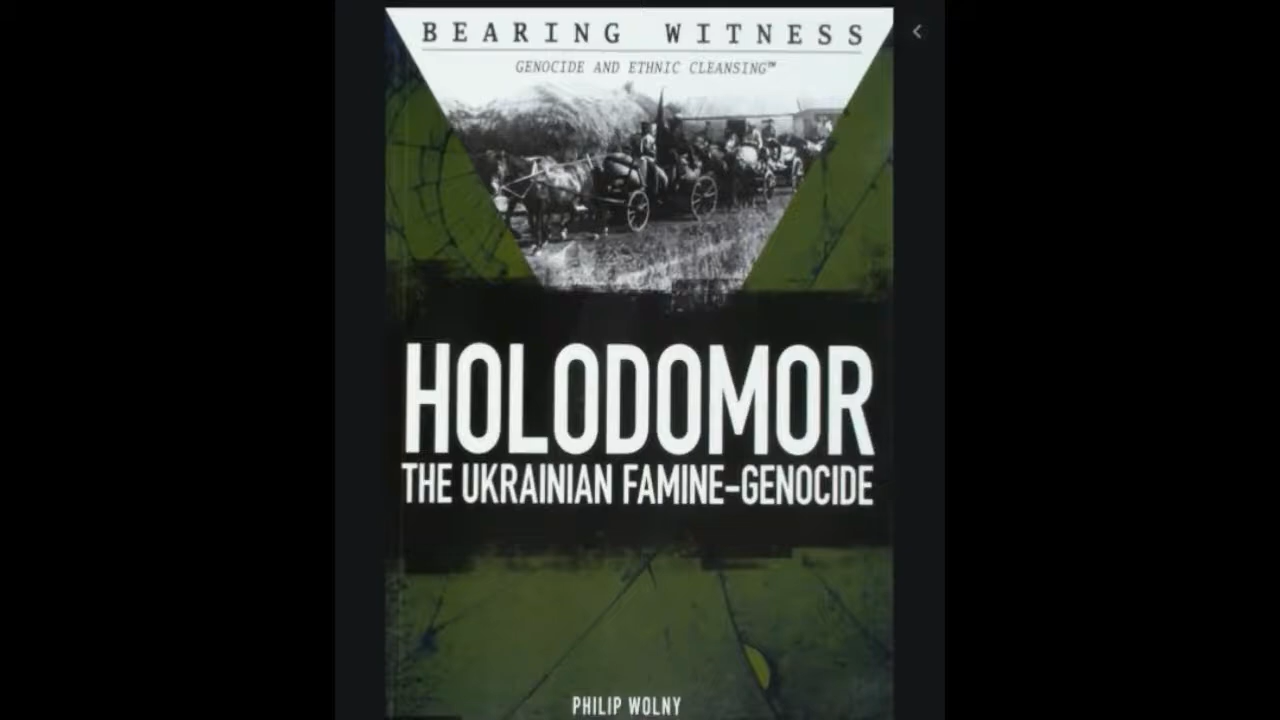 BEARING WITNESS
GENOCIDE AND ETHNIC CLEANSING™
HOLODOMOR
THE UKRAINIAN FAMINE-GENOCIDE
PHILIP WOLNY